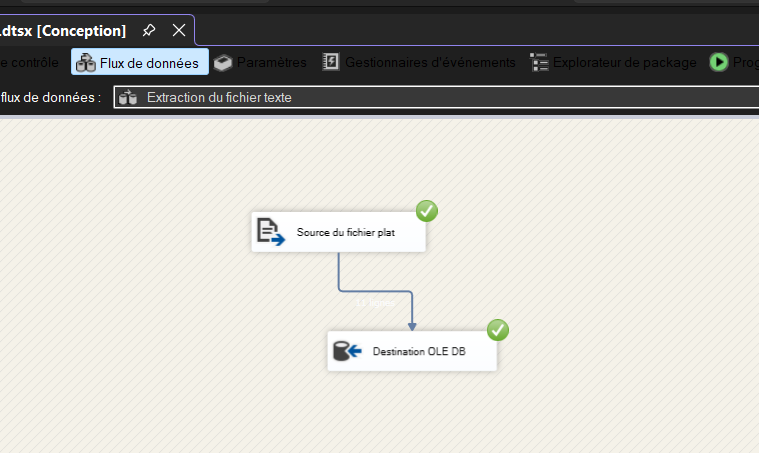 .dtsx [Conception]
e contrôle Flux de données Paramètres Gestionnaires d'événements Explorateur de package Prog
flux de données : Extraction du fichier texte
Source du fichier plat
Destination OLE DB